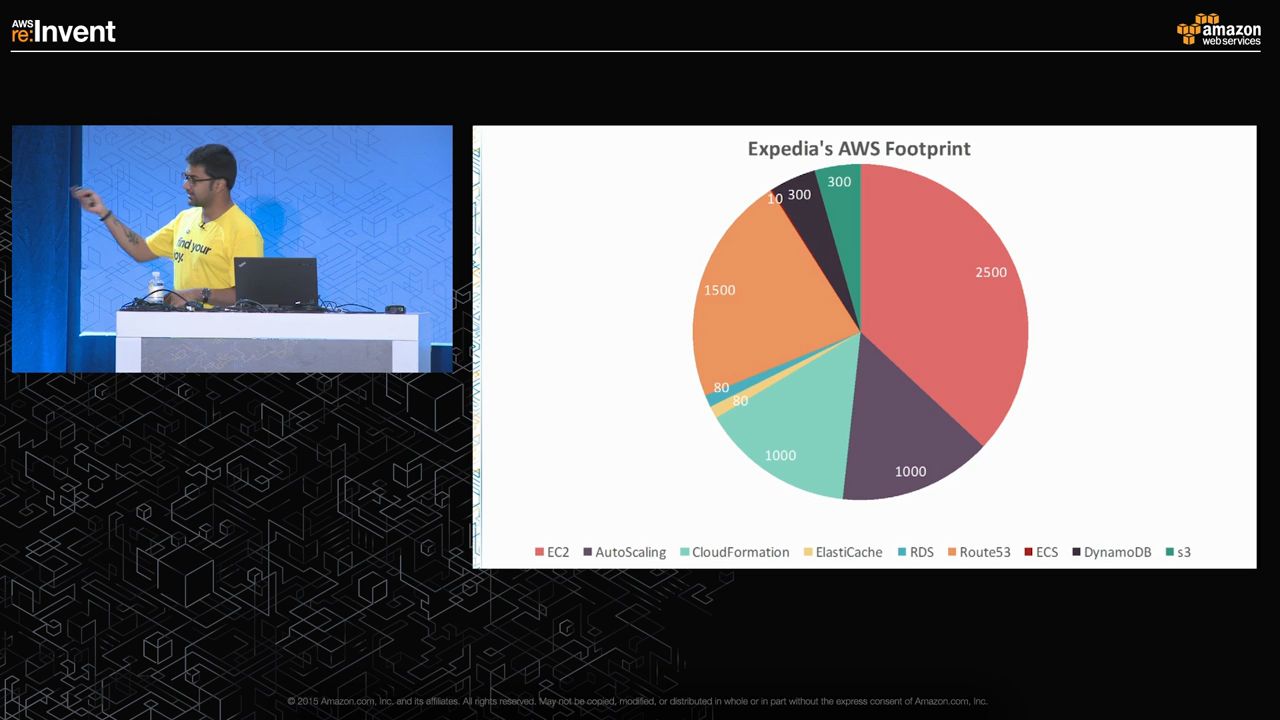 AWS
re:Invent
amazon
web services
find your
Expedia's AWS Footprint
300
300
10
2500
1500
80
80
1000
1000
EC2 AutoScaling CloudFormation ElastiCache RDS Route53 ECS DynamoDB s3
© 2015 Amazon.com, Inc. and its affiliates. All rights reserved. May not be copied, modified, or distributed in whole or in part without the express consent of Amazon.com, Inc.